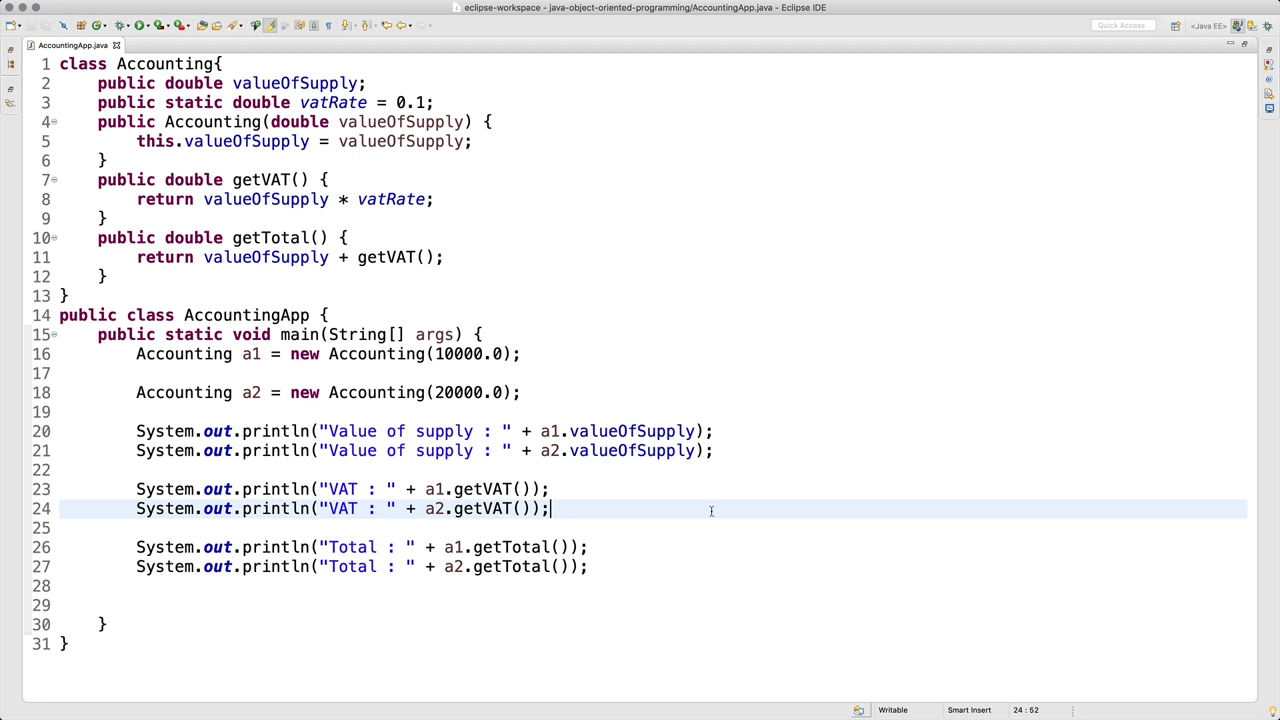 eclipse-workspace - java-object-oriented-programming/AccountingApp.java - Eclipse IDE
Quick Access
<Java EE>
AccountingApp.java
1 class Accounting{
2     public double valueOfSupply;
3     public static double vatRate = 0.1;
4     public Accounting(double valueOfSupply) {
5         this.valueOfSupply = valueOfSupply;
6     }
7     public double getVAT() {
8         return valueOfSupply * vatRate;
9     }
10     public double getTotal() {
11         return valueOfSupply + getVAT();
12     }
13 }
14 public class AccountingApp {
15     public static void main(String[] args) {
16         Accounting a1 = new Accounting(10000.0);
17
18         Accounting a2 = new Accounting(20000.0);
19
20         System.out.println("Value of supply : " + a1.valueOfSupply);
21         System.out.println("Value of supply : " + a2.valueOfSupply);
22
23         System.out.println("VAT : " + a1.getVAT());
24         System.out.println("VAT : " + a2.getVAT());
25
26         System.out.println("Total : " + a1.getTotal());
27         System.out.println("Total : " + a2.getTotal());
28
29
30     }
31 }
Writable
Smart Insert
24 : 52